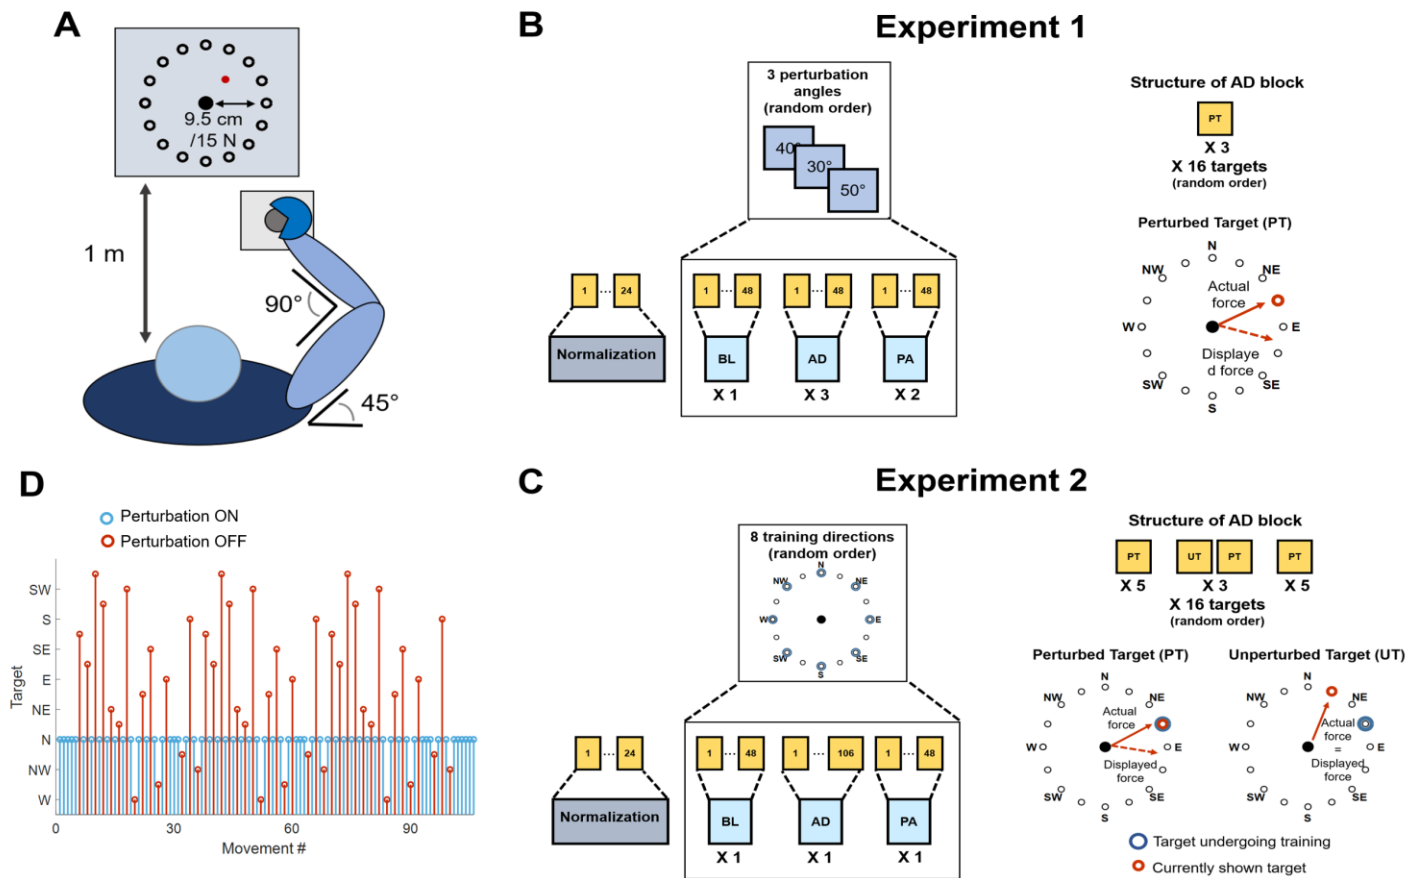 A
9.5 cm
/15 N
1 m
90°
45°
B
Experiment 1
3 perturbation
angles
(random order)
40°
30°
50°
1 ... 24
Normalization
1 ... 48
1 ... 48
1 ... 48
BL
AD
PA
X 1
X 3
X 2
Structure of AD block
PT
X 3
X 16 targets
(random order)
Perturbed Target (PT)
N
NW
NE
Actual
force
W
E
Displaye
d force
SW
SE
S
D
Perturbation ON
Perturbation OFF
Target
SW
S
SE
E
NE
N
NW
W
0
30
60
90
Movement #
C
Experiment 2
8 training directions
(random order)
N
NW
NE
W
E
SW
SE
S
1 ... 24
Normalization
1 ... 48
1 ... 106
1 ... 48
BL
AD
PA
X 1
X 1
X 1
Structure of AD block
PT
UT
PT
PT
X 5
X 3
X 5
X 16 targets
(random order)
Perturbed Target (PT)
N
NW
NE
Actual
force
W
E
Displayed
force
SW
SE
S
Unperturbed Target (UT)
N
NW
NE
Actual
force
=
Displayed
force
W
E
SW
SE
S
Target undergoing training
Currently shown target